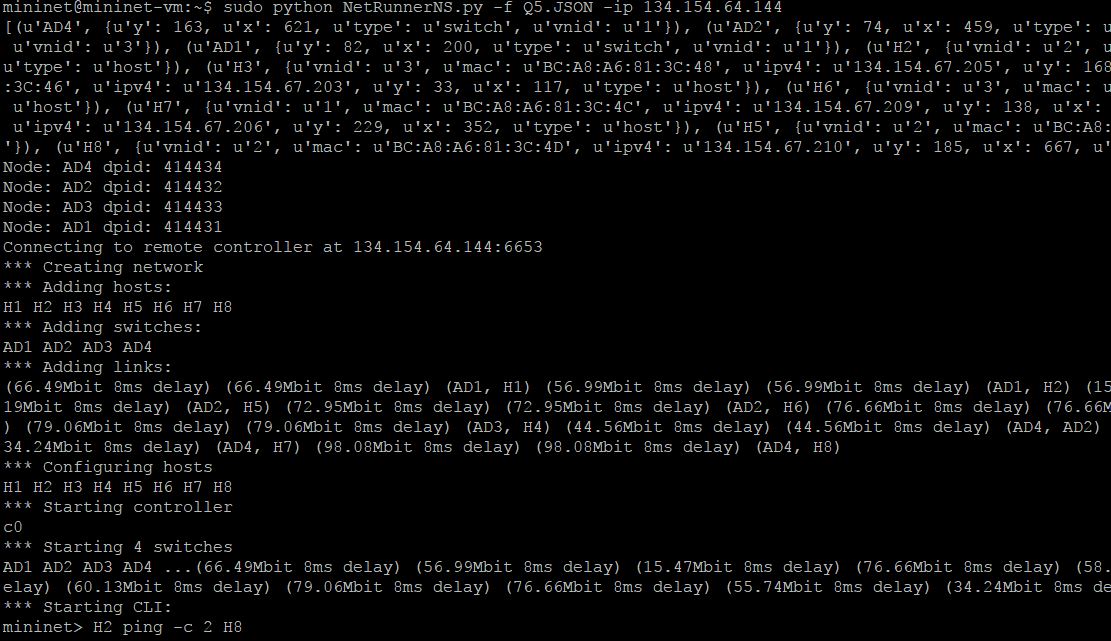 mininet@mininet-vm:~$ sudo python NetRunnerNS.py -f Q5.JSON -ip 134.154.64.144
[(u'AD4', {u'y': 163, u'x': 621, u'type': u'switch', u'vnid': u'1'}), (u'AD2', {u'y': 74, u'x': 459, u'type': u
 u'vnid': u'3'}), (u'AD1', {u'y': 82, u'x': 200, u'type': u'switch', u'vnid': u'1'}), (u'H2', {u'vnid': u'2', u
u'type': u'host'}), (u'H3', {u'vnid': u'3', u'mac': u'BC:A8:A6:81:3C:48', u'ipv4': u'134.154.67.205', u'y': 168
:3C:46', u'ipv4': u'134.154.67.203', u'y': 33, u'x': 117, u'type': u'host'}), (u'H6', {u'vnid': u'3', u'mac': u
 u'host'}), (u'H7', {u'vnid': u'1', u'mac': u'BC:A8:A6:81:3C:4C', u'ipv4': u'134.154.67.209', u'y': 138, u'x':
 u'ipv4': u'134.154.67.206', u'y': 229, u'x': 352, u'type': u'host'}), (u'H5', {u'vnid': u'2', u'mac': u'BC:A8:
'}), (u'H8', {u'vnid': u'2', u'mac': u'BC:A8:A6:81:3C:4D', u'ipv4': u'134.154.67.210', u'y': 185, u'x': 667, u'
Node: AD4 dpid: 414434
Node: AD2 dpid: 414432
Node: AD3 dpid: 414433
Node: AD1 dpid: 414431
Connecting to remote controller at 134.154.64.144:6653
*** Creating network
*** Adding hosts:
H1 H2 H3 H4 H5 H6 H7 H8
*** Adding switches:
AD1 AD2 AD3 AD4
*** Adding links:
(66.49Mbit 8ms delay) (66.49Mbit 8ms delay) (AD1, H1) (56.99Mbit 8ms delay) (56.99Mbit 8ms delay) (AD1, H2) (15
19Mbit 8ms delay) (AD2, H5) (72.95Mbit 8ms delay) (72.95Mbit 8ms delay) (AD2, H6) (76.66Mbit 8ms delay) (76.66M
) (79.06Mbit 8ms delay) (79.06Mbit 8ms delay) (AD3, H4) (44.56Mbit 8ms delay) (44.56Mbit 8ms delay) (AD4, AD2)
34.24Mbit 8ms delay) (AD4, H7) (98.08Mbit 8ms delay) (98.08Mbit 8ms delay) (AD4, H8)
*** Configuring hosts
H1 H2 H3 H4 H5 H6 H7 H8
*** Starting controller
c0
*** Starting 4 switches
AD1 AD2 AD3 AD4 ...(66.49Mbit 8ms delay) (56.99Mbit 8ms delay) (15.47Mbit 8ms delay) (76.66Mbit 8ms delay) (58.
elay) (60.13Mbit 8ms delay) (79.06Mbit 8ms delay) (76.66Mbit 8ms delay) (55.74Mbit 8ms delay) (34.24Mbit 8ms de
*** Starting CLI:
mininet> H2 ping -c 2 H8